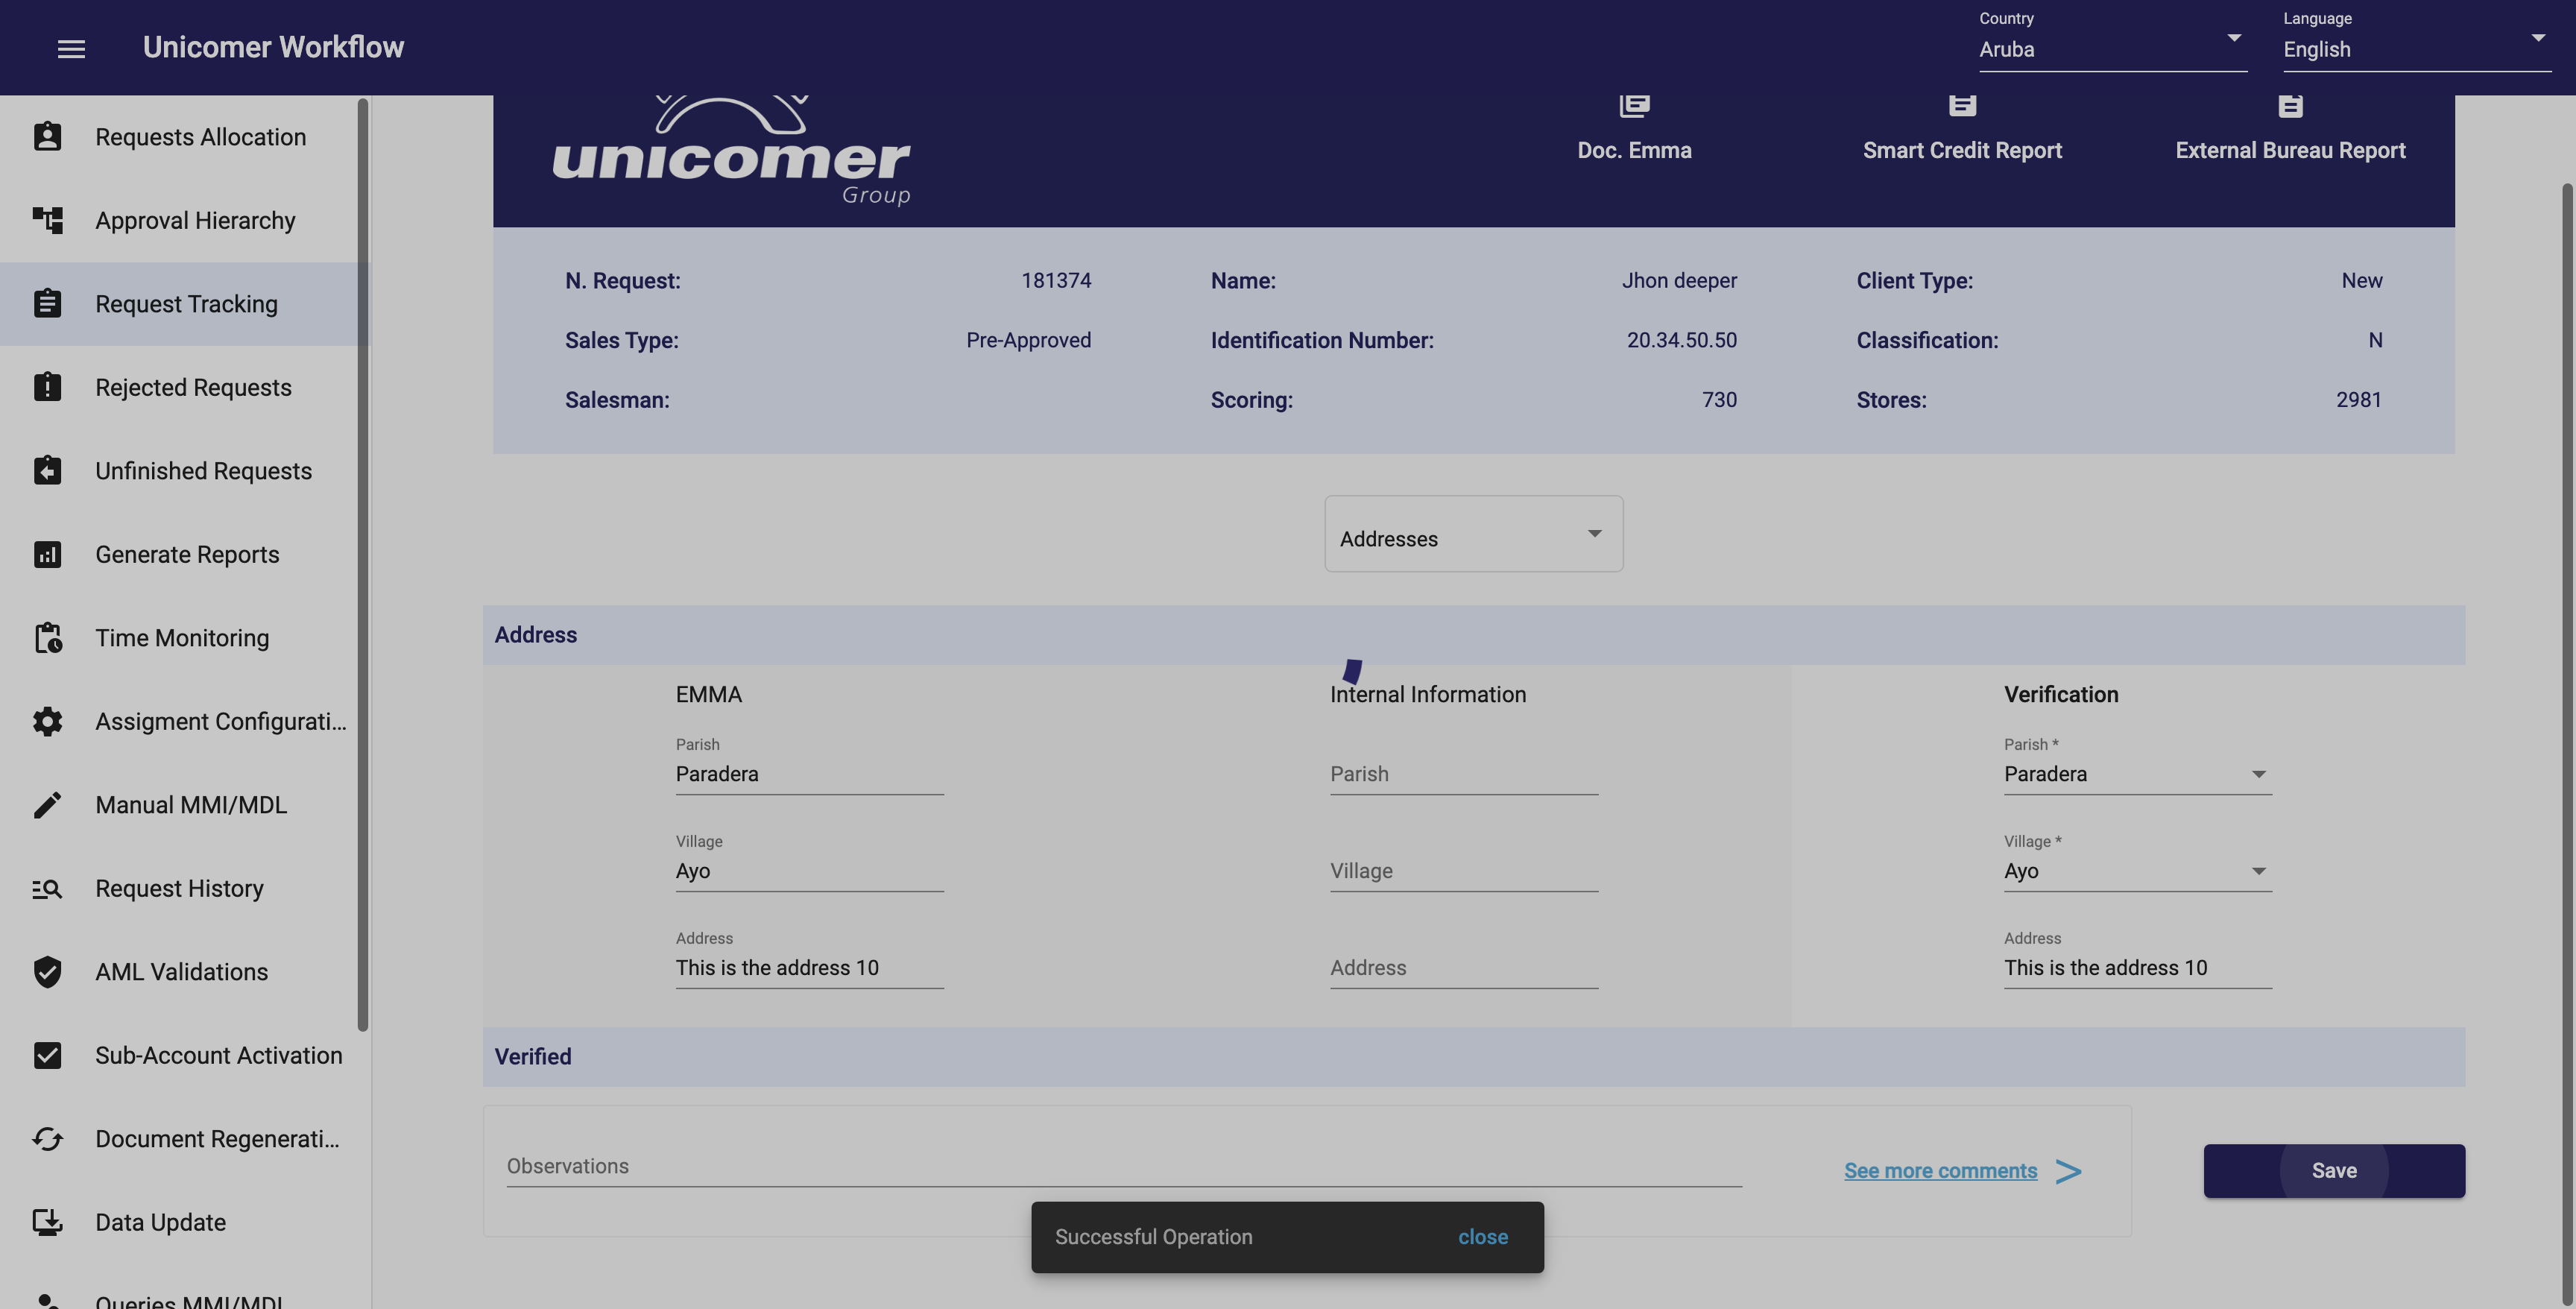 Unicomer Workflow
Country
Aruba
Language
English
Requests Allocation
Approval Hierarchy
Request Tracking
Rejected Requests
Unfinished Requests
Generate Reports
Time Monitoring
Assigment Configurati...
Manual MMI/MDL
Request History
AML Validations
Sub-Account Activation
Document Regenerati...
Data Update
Queries MMI/MDL
unicomer
Group
Doc. Emma
Smart Credit Report
External Bureau Report
N. Request: 181374
Name: Jhon deeper
Client Type: New
Sales Type: Pre-Approved
Identification Number: 20.34.50.50
Classification: N
Salesman:
Scoring: 730
Stores: 2981
Addresses
Address
EMMA
Internal Information
Verification
Parish
Paradera
Parish
Parish *
Paradera
Village
Ayo
Village
Village *
Ayo
Address
This is the address 10
Address
Address
This is the address 10
Verified
Observations
See more comments >
Save
Successful Operation close